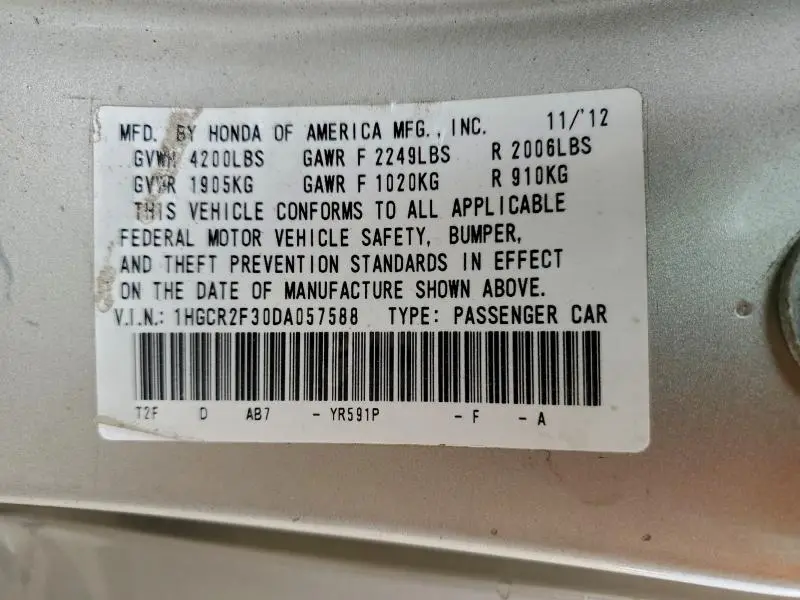 MFD. BY HONDA OF AMERICA MFG., INC. 11/'12
GVWR 4200LBS GAWR F 2249LBS R 2006LBS
GVWR 1905KG GAWR F 1020KG R 910KG
THIS VEHICLE CONFORMS TO ALL APPLICABLE
FEDERAL MOTOR VEHICLE SAFETY, BUMPER,
AND THEFT PREVENTION STANDARDS IN EFFECT
ON THE DATE OF MANUFACTURE SHOWN ABOVE.
V.I.N.: 1HGCR2F30DA057588 TYPE: PASSENGER CAR
T2F D AB7 - YR591P - F - A